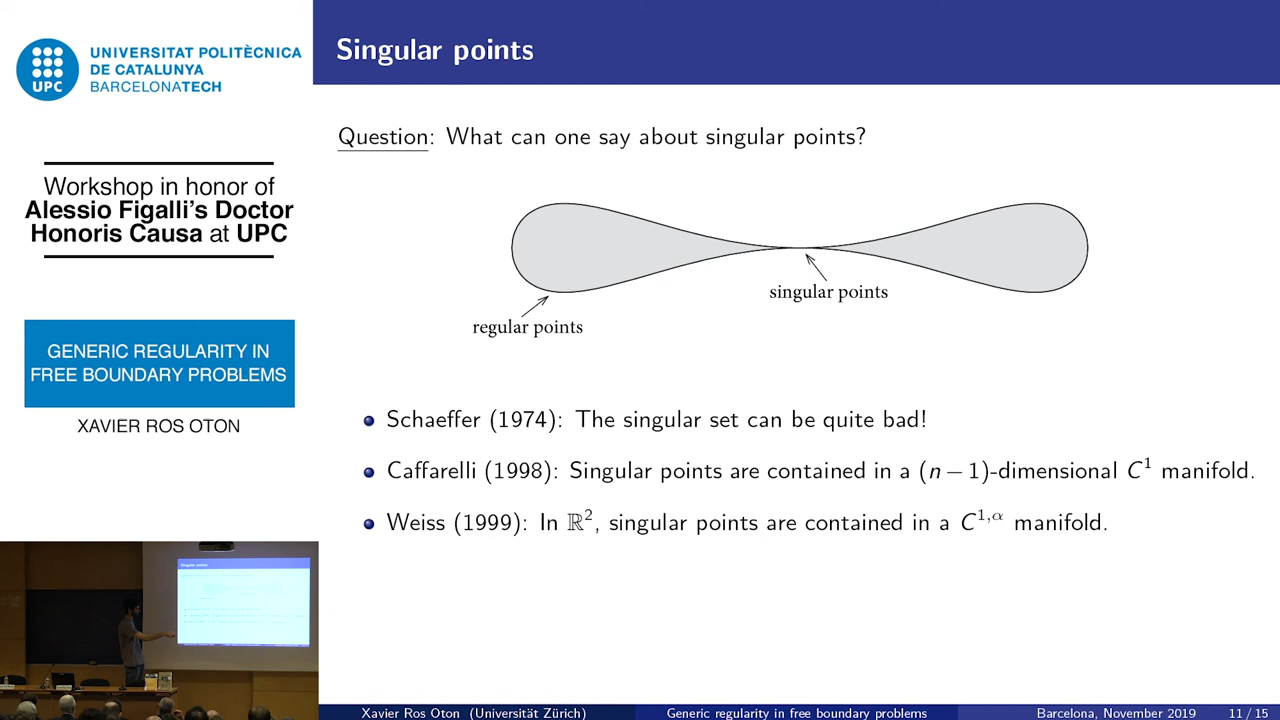 UNIVERSITAT POLITÈCNICA
DE CATALUNYA
BARCELONATECH
UPC
Workshop in honor of
Alessio Figalli's Doctor
Honoris Causa at UPC
GENERIC REGULARITY IN
FREE BOUNDARY PROBLEMS
XAVIER ROS OTON
Singular points
Question: What can one say about singular points?
singular points
regular points
Schaeffer (1974): The singular set can be quite bad!
Caffarelli (1998): Singular points are contained in a (n − 1)-dimensional C¹ manifold.
Weiss (1999): In ℝ², singular points are contained in a C^{1,α} manifold.
Singular points
Xavier Ros Oton (Universität Zürich)
Generic regularity in free boundary problems
Barcelona, November 2019
11 / 15